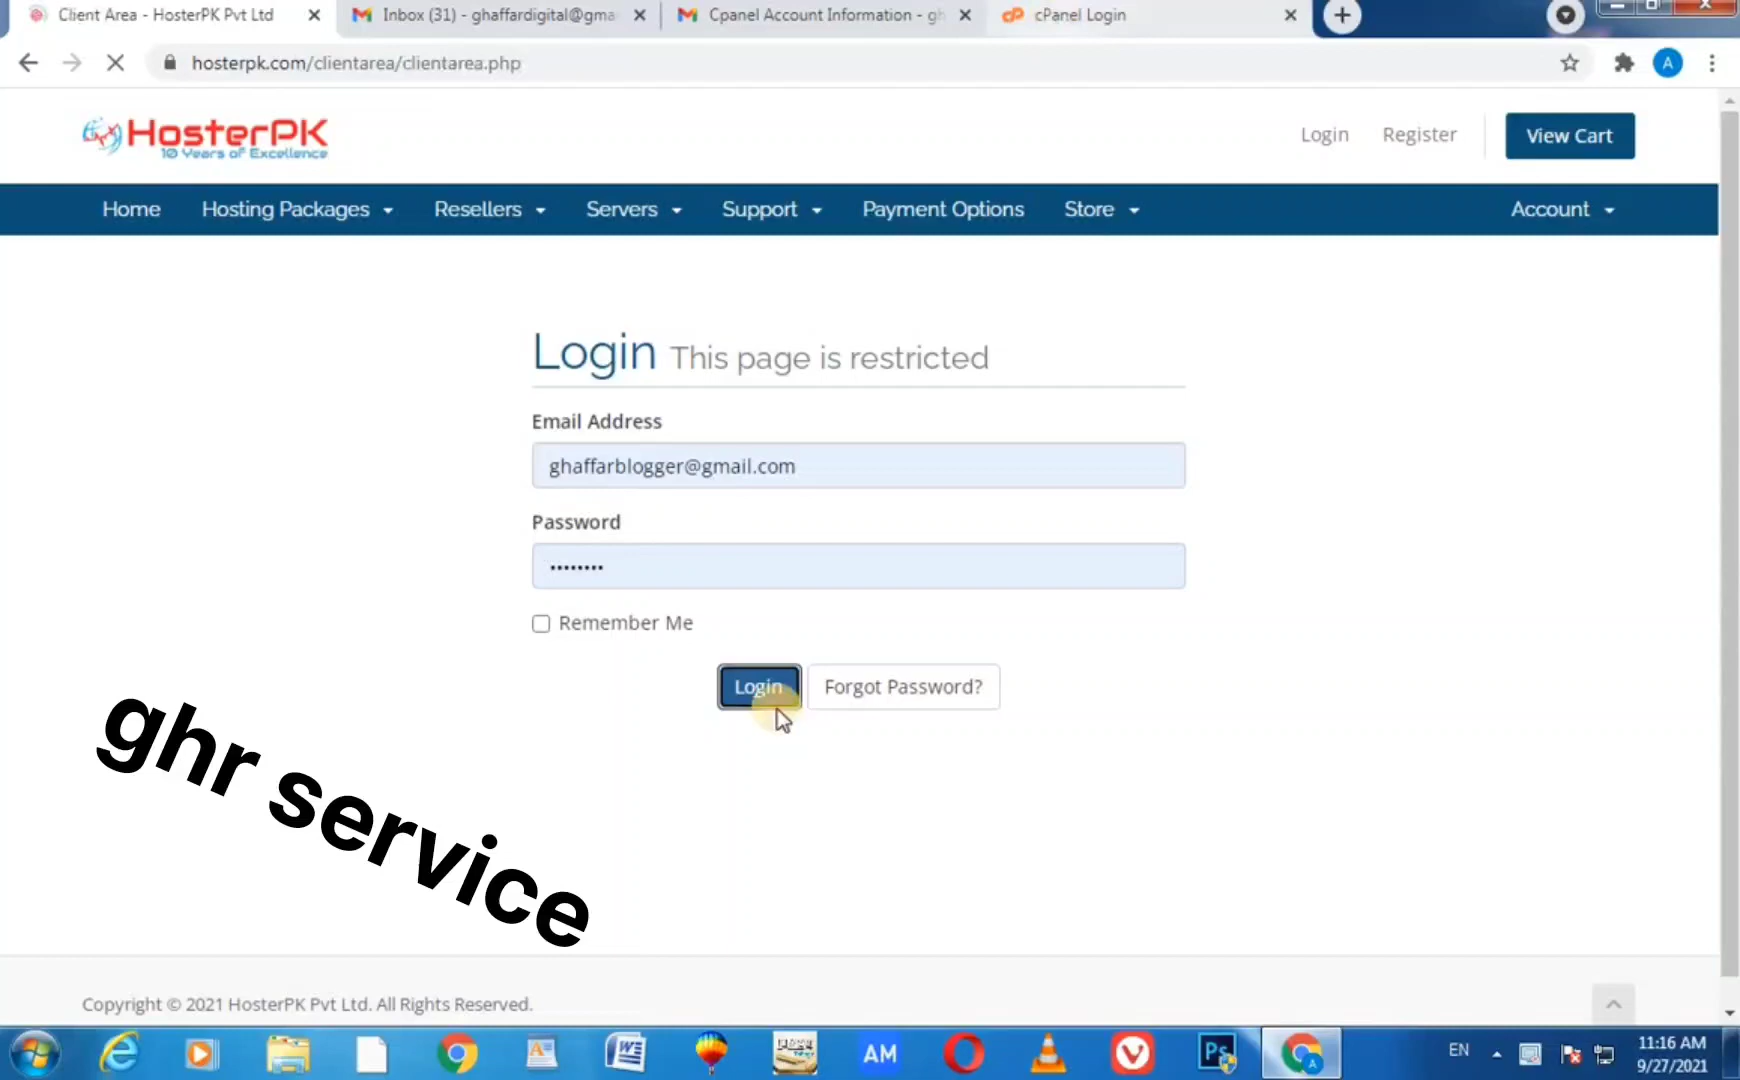 Client Area - HosterPK Pvt Ltd
Inbox (31) - ghaffardigital@gma
Cpanel Account Information - gh
cPanel Login
hosterpk.com/clientarea/clientarea.php
A
HosterPK
10 Years of Excellence
Login
Register
View Cart
Home
Hosting Packages
Resellers
Servers
Support
Payment Options
Store
Account
Login This page is restricted
Email Address
ghaffarblogger@gmail.com
Password
••••••••
Remember Me
Login
Forgot Password?
ghr service
Copyright © 2021 HosterPK Pvt Ltd. All Rights Reserved.
AM
Ps
A
EN
11:16 AM
9/27/2021